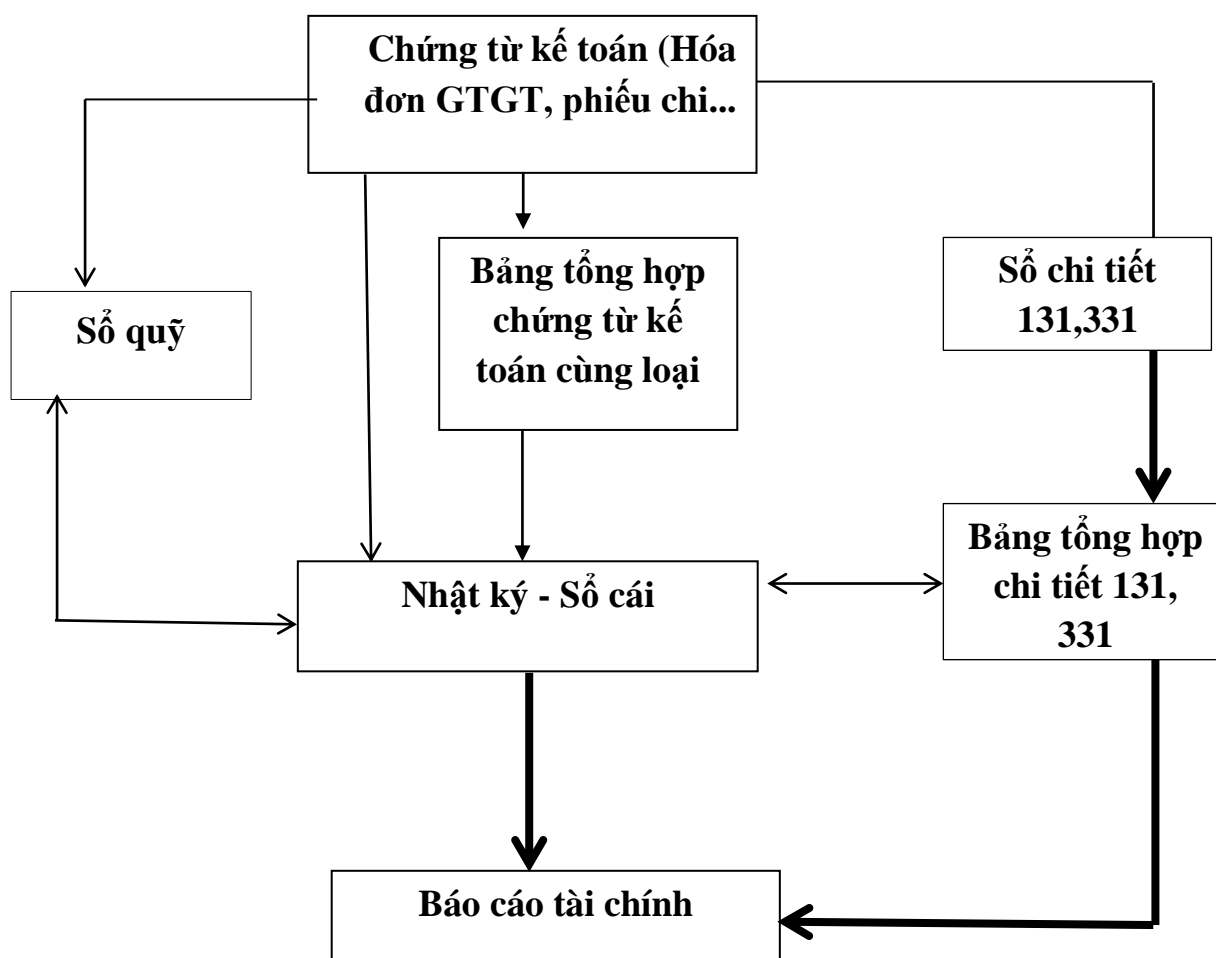 Chứng từ kế toán (Hóa
đơn GTGT, phiếu chi...
Bảng tổng hợp
chứng từ kế
toán cùng loại
Sổ chi tiết
131,331
Sổ quỹ
Bảng tổng hợp
chi tiết 131,
331
Nhật ký - Sổ cái
Báo cáo tài chính